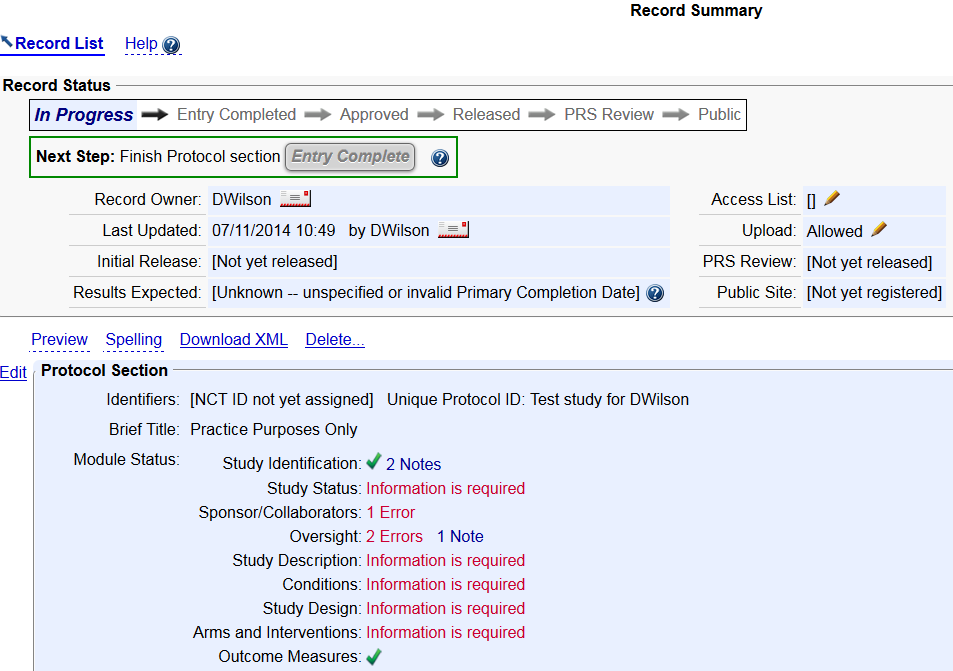 Record Summary
Record List Help ?
Record Status
In Progress Entry Completed Approved Released PRS Review Public
Next Step: Finish Protocol section Entry Complete ?
Record Owner: DWilson Access List: []
Last Updated: 07/11/2014 10:49 by DWilson Upload: Allowed
Initial Release: [Not yet released] PRS Review: [Not yet released]
Results Expected: [Unknown -- unspecified or invalid Primary Completion Date] ? Public Site: [Not yet registered]
Preview Spelling Download XML Delete...
Edit Protocol Section
Identifiers: [NCT ID not yet assigned] Unique Protocol ID: Test study for DWilson
Brief Title: Practice Purposes Only
Module Status: Study Identification: 2 Notes
Study Status: Information is required
Sponsor/Collaborators: 1 Error
Oversight: 2 Errors 1 Note
Study Description: Information is required
Conditions: Information is required
Study Design: Information is required
Arms and Interventions: Information is required
Outcome Measures: